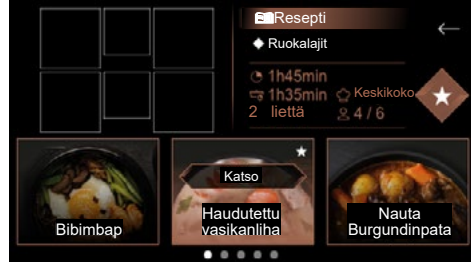 Resepti
Ruokalajit
1h45min
1h35min Keskikoko
2 liettä 4 / 6
Katso
Bibimbap
Haudutettu
vasikanliha
Nauta
Burgundinpata